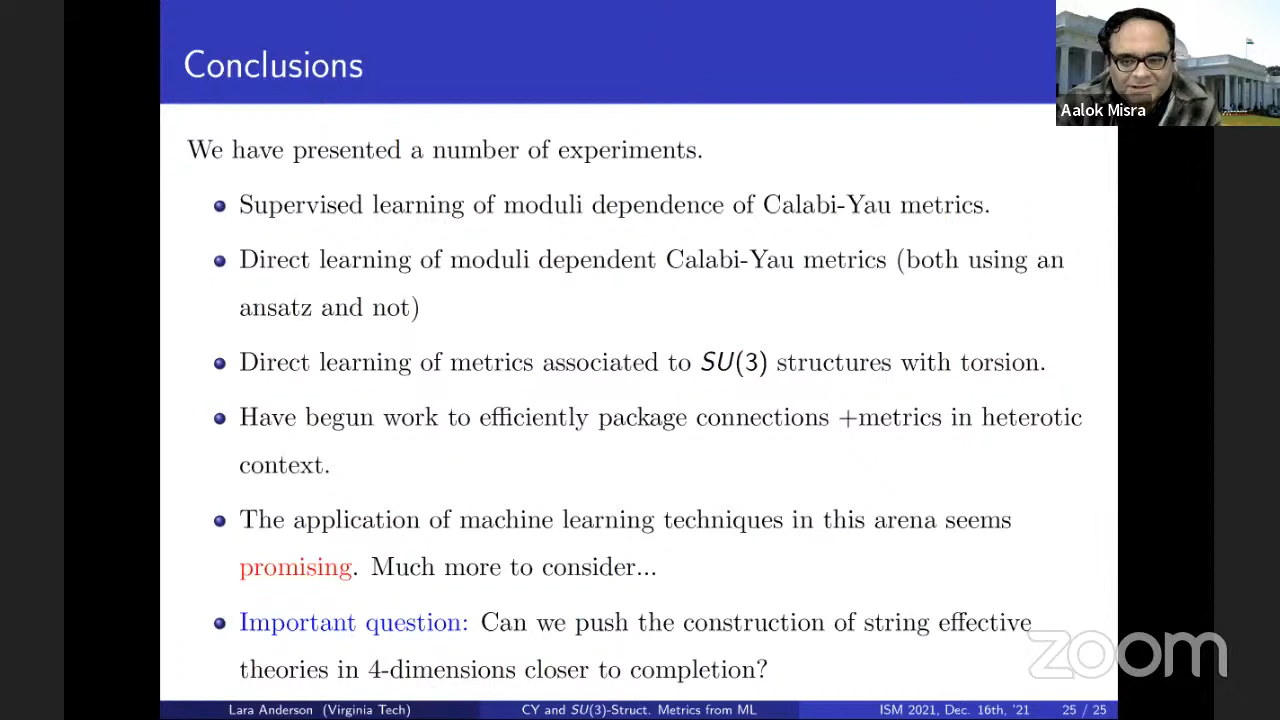 Conclusions
Aalok Misra
We have presented a number of experiments.
Supervised learning of moduli dependence of Calabi-Yau metrics.
Direct learning of moduli dependent Calabi-Yau metrics (both using an
ansatz and not)
Direct learning of metrics associated to SU(3) structures with torsion.
Have begun work to efficiently package connections +metrics in heterotic
context.
The application of machine learning techniques in this arena seems
promising. Much more to consider...
Important question: Can we push the construction of string effective
theories in 4-dimensions closer to completion?
zoom
Lara Anderson (Virginia Tech) CY and SU(3)-Struct. Metrics from ML ISM 2021, Dec. 16th, '21 25 / 25